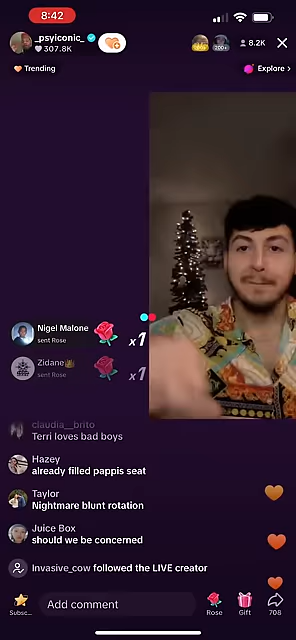 8:42
_psyiconic_
307.8K
200+
8.2K
Trending
Explore >
Nigel Malone
sent Rose
x1
Zidane
sent Rose
x1
claudia__brito
Terri loves bad boys
Hazey
already filled pappis seat
Taylor
Nightmare blunt rotation
Juice Box
should we be concerned
Invasive_cow followed the LIVE creator
Subsc...
Add comment
Rose
Gift
708